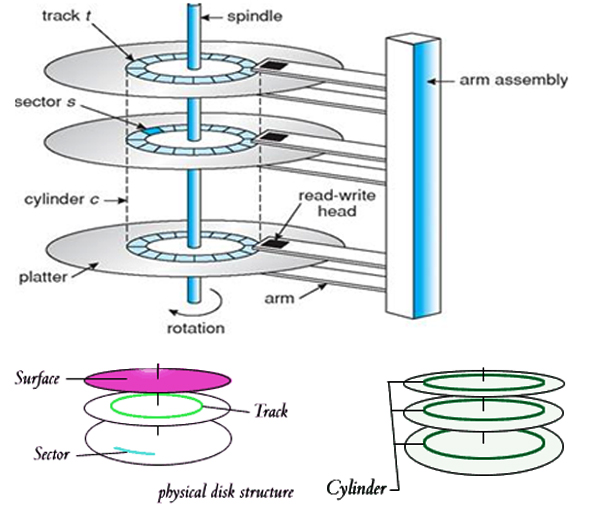 track t
spindle
arm assembly
sector s
cylinder c
read-write
head
platter
arm
rotation
Surface
Track
Sector
physical disk structure
Cylinder